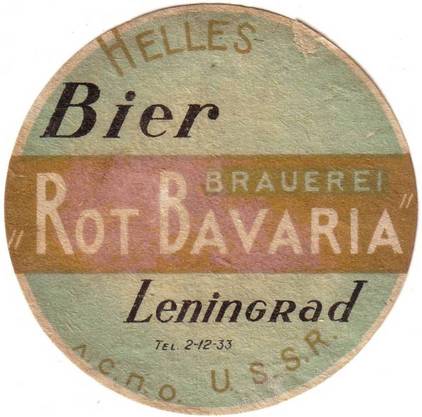 HELLES
Bier
BRAUEREI
„ROT BAVARIA“
Leningrad
TEL. 2-12-33
Л.С.П.О. U.S.S.R.